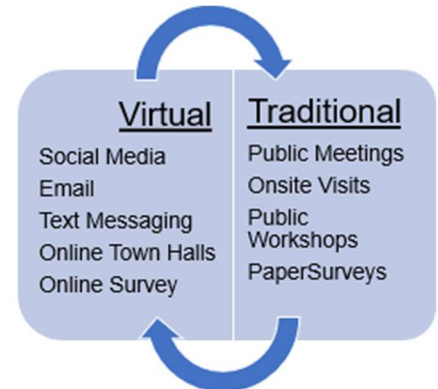 Virtual
Social Media
Email
Text Messaging
Online Town Halls
Online Survey
Traditional
Public Meetings
Onsite Visits
Public
Workshops
PaperSurveys